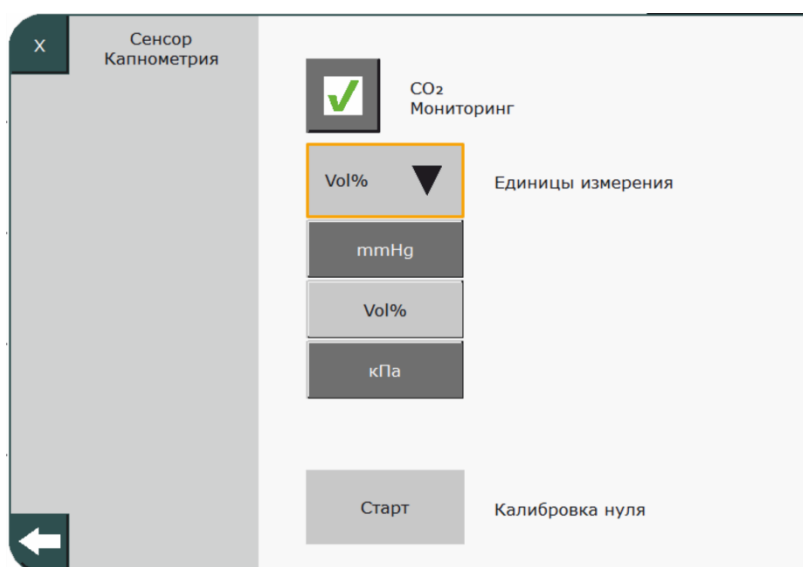 X
Сенсор
Капнометрия
CO₂
Мониторинг
Vol%
Единицы измерения
mmHg
Vol%
кПа
Старт
Калибровка нуля